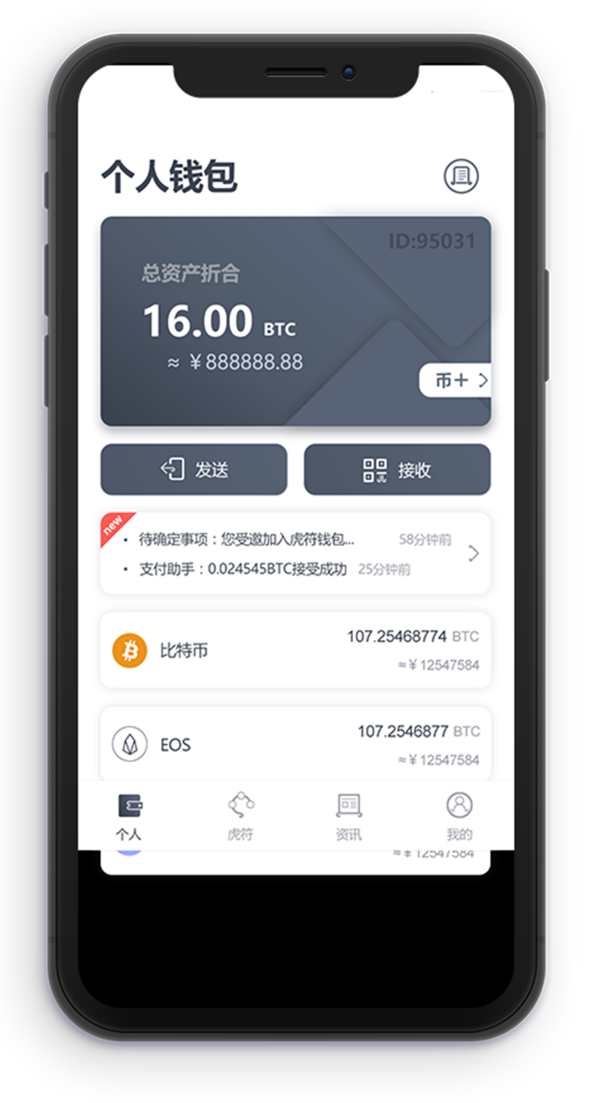 个人钱包
ID:95031
总资产折合
16.00 BTC
≈ ￥888888.88
币+
发送
接收
new
• 待确定事项：您受邀加入虎符钱包... 58分钟前
• 支付助手：0.024545BTC接受成功 25分钟前
比特币
107.25468774 BTC
≈￥12547584
EOS
107.2546877 BTC
≈￥12547584
个人
虎符
资讯
我的
≈￥12547584